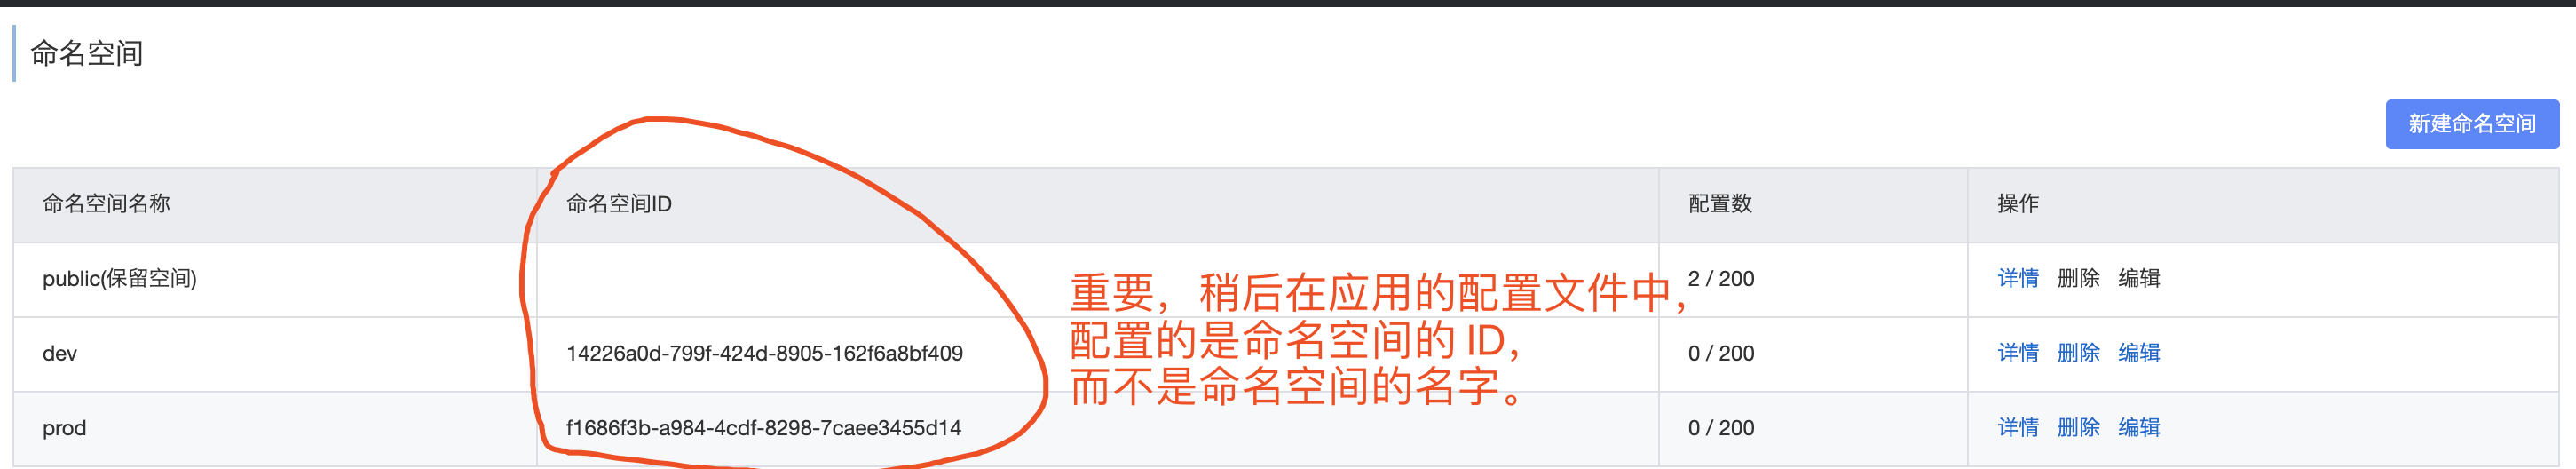 命名空间
新建命名空间
命名空间名称 命名空间ID 配置数 操作
public(保留空间) 2 / 200 详情 删除 编辑
dev 14226a0d-799f-424d-8905-162f6a8bf409 0 / 200 详情 删除 编辑
prod f1686f3b-a984-4cdf-8298-7caee3455d14 0 / 200 详情 删除 编辑
重要，稍后在应用的配置文件中，
配置的是命名空间的 ID，
而不是命名空间的名字。